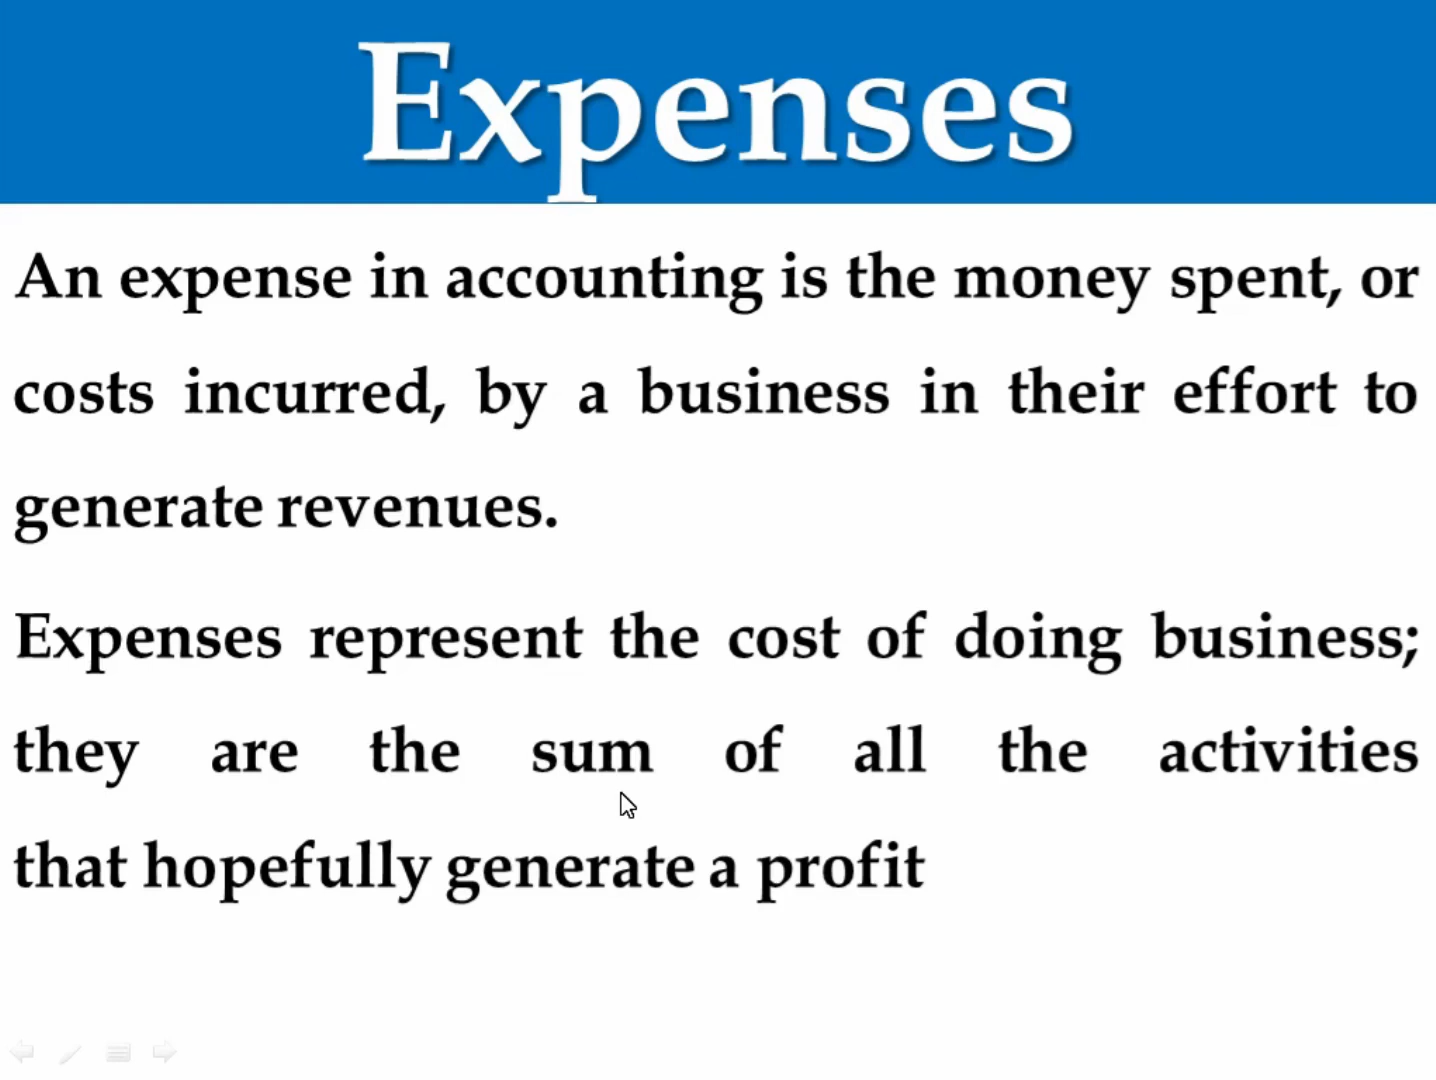 Expenses
An expense in accounting is the money spent, or
costs incurred, by a business in their effort to
generate revenues.
Expenses represent the cost of doing business;
they are the sum of all the activities
that hopefully generate a profit